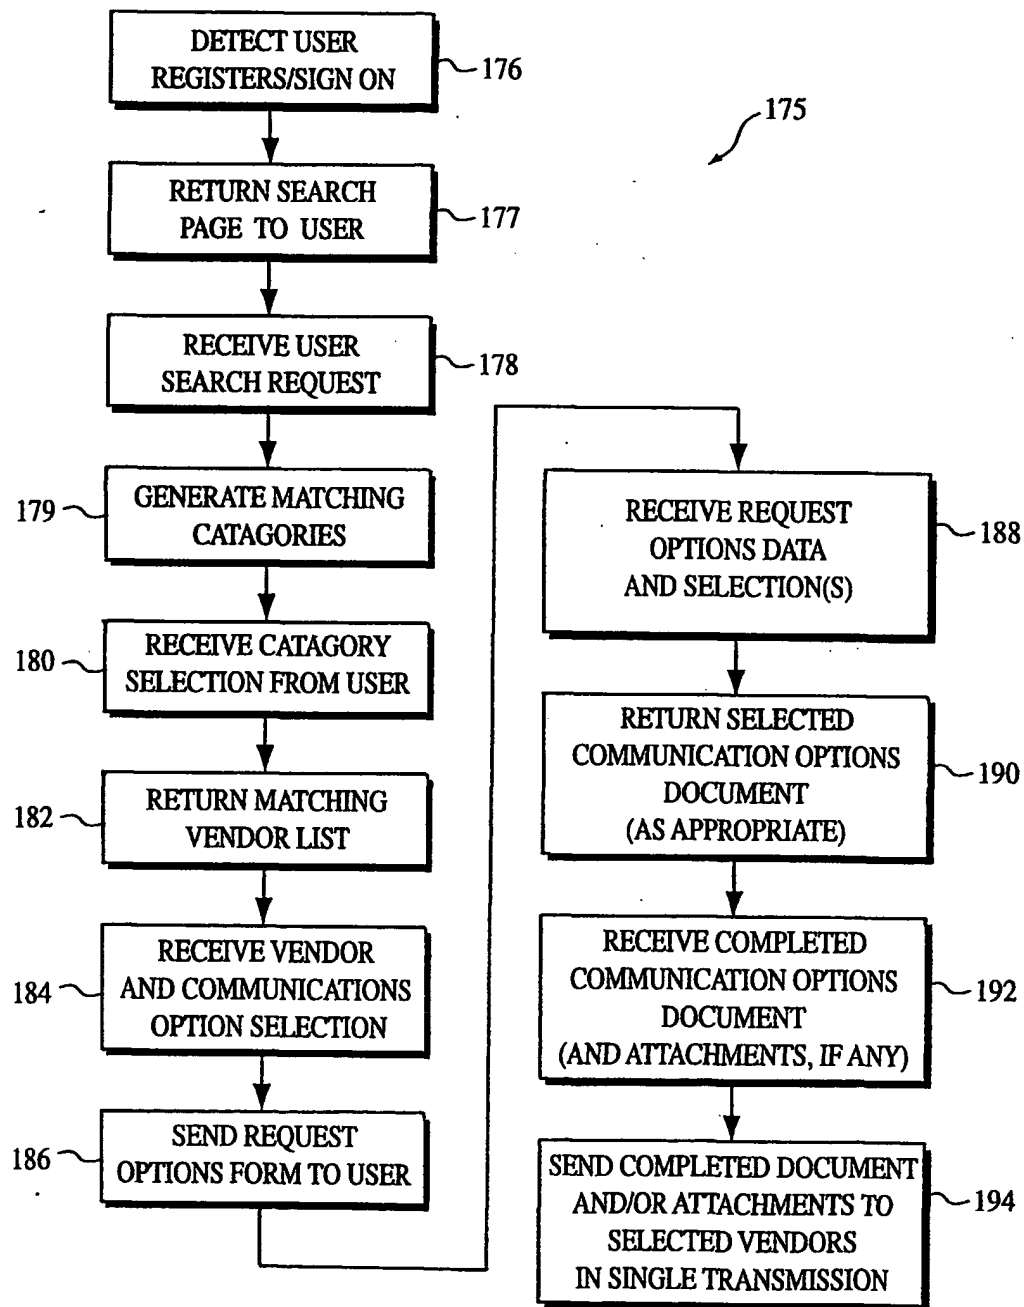 DETECT USER
REGISTERS/SIGN ON
176
175
RETURN SEARCH
PAGE TO USER
177
RECEIVE USER
SEARCH REQUEST
178
179
GENERATE MATCHING
CATAGORIES
180
RECEIVE CATAGORY
SELECTION FROM USER
182
RETURN MATCHING
VENDOR LIST
184
RECEIVE VENDOR
AND COMMUNICATIONS
OPTION SELECTION
186
SEND REQUEST
OPTIONS FORM TO USER
RECEIVE REQUEST
OPTIONS DATA
AND SELECTION(S)
188
RETURN SELECTED
COMMUNICATION OPTIONS
DOCUMENT
(AS APPROPRIATE)
190
RECEIVE COMPLETED
COMMUNICATION OPTIONS
DOCUMENT
(AND ATTACHMENTS, IF ANY)
192
SEND COMPLETED DOCUMENT
AND/OR ATTACHMENTS TO
SELECTED VENDORS
IN SINGLE TRANSMISSION
194